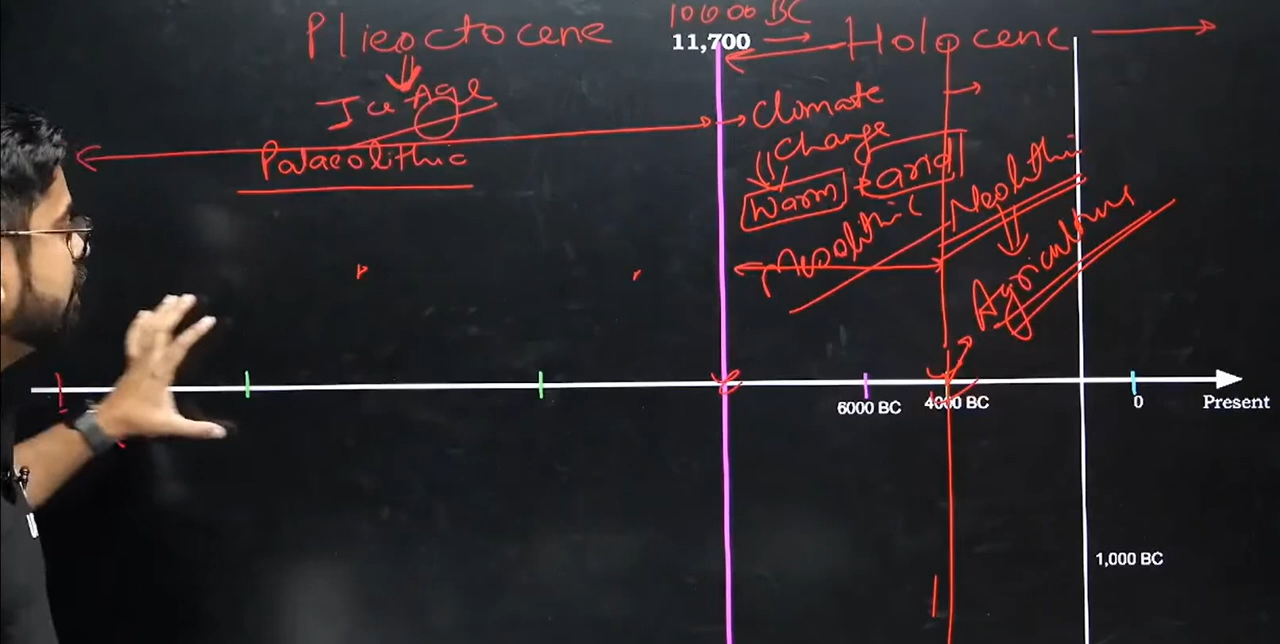 10000 BC
Plieoctocene
11,700
Holocene
Ice Age
Climate
Change
Palaeolithic
Warm
arid
Mesolithic
Neolithic
Agriculture
6000 BC
4000 BC
0
Present
1,000 BC